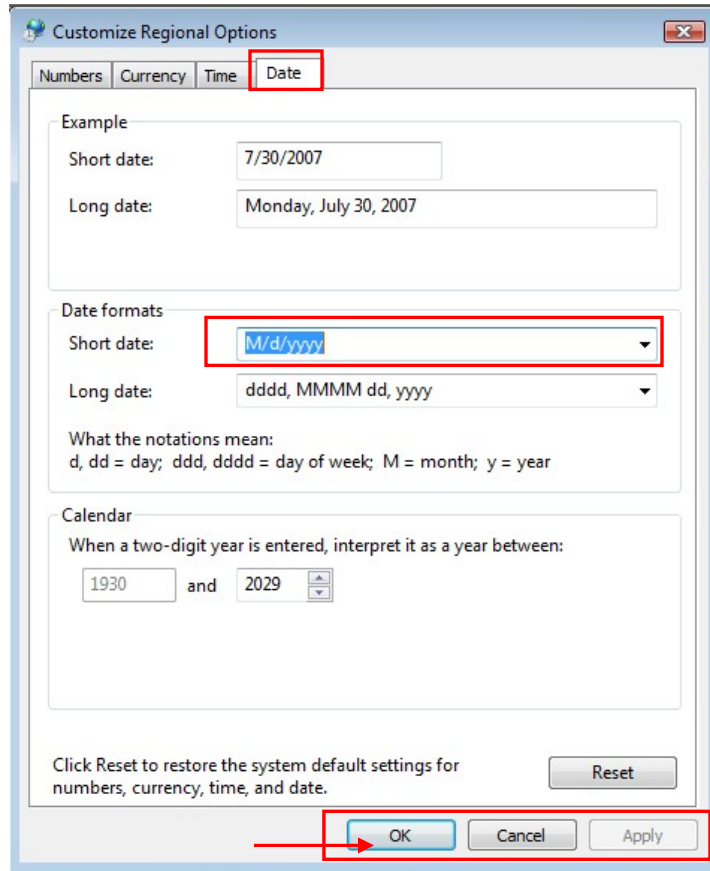 Customize Regional Options
Numbers Currency Time Date
Example
Short date: 7/30/2007
Long date: Monday, July 30, 2007
Date formats
Short date: M/d/yyyy
Long date: dddd, MMMM dd, yyyy
What the notations mean:
d, dd = day; ddd, dddd = day of week; M = month; y = year
Calendar
When a two-digit year is entered, interpret it as a year between:
1930 and 2029
Click Reset to restore the system default settings for
numbers, currency, time, and date.
Reset
OK Cancel Apply